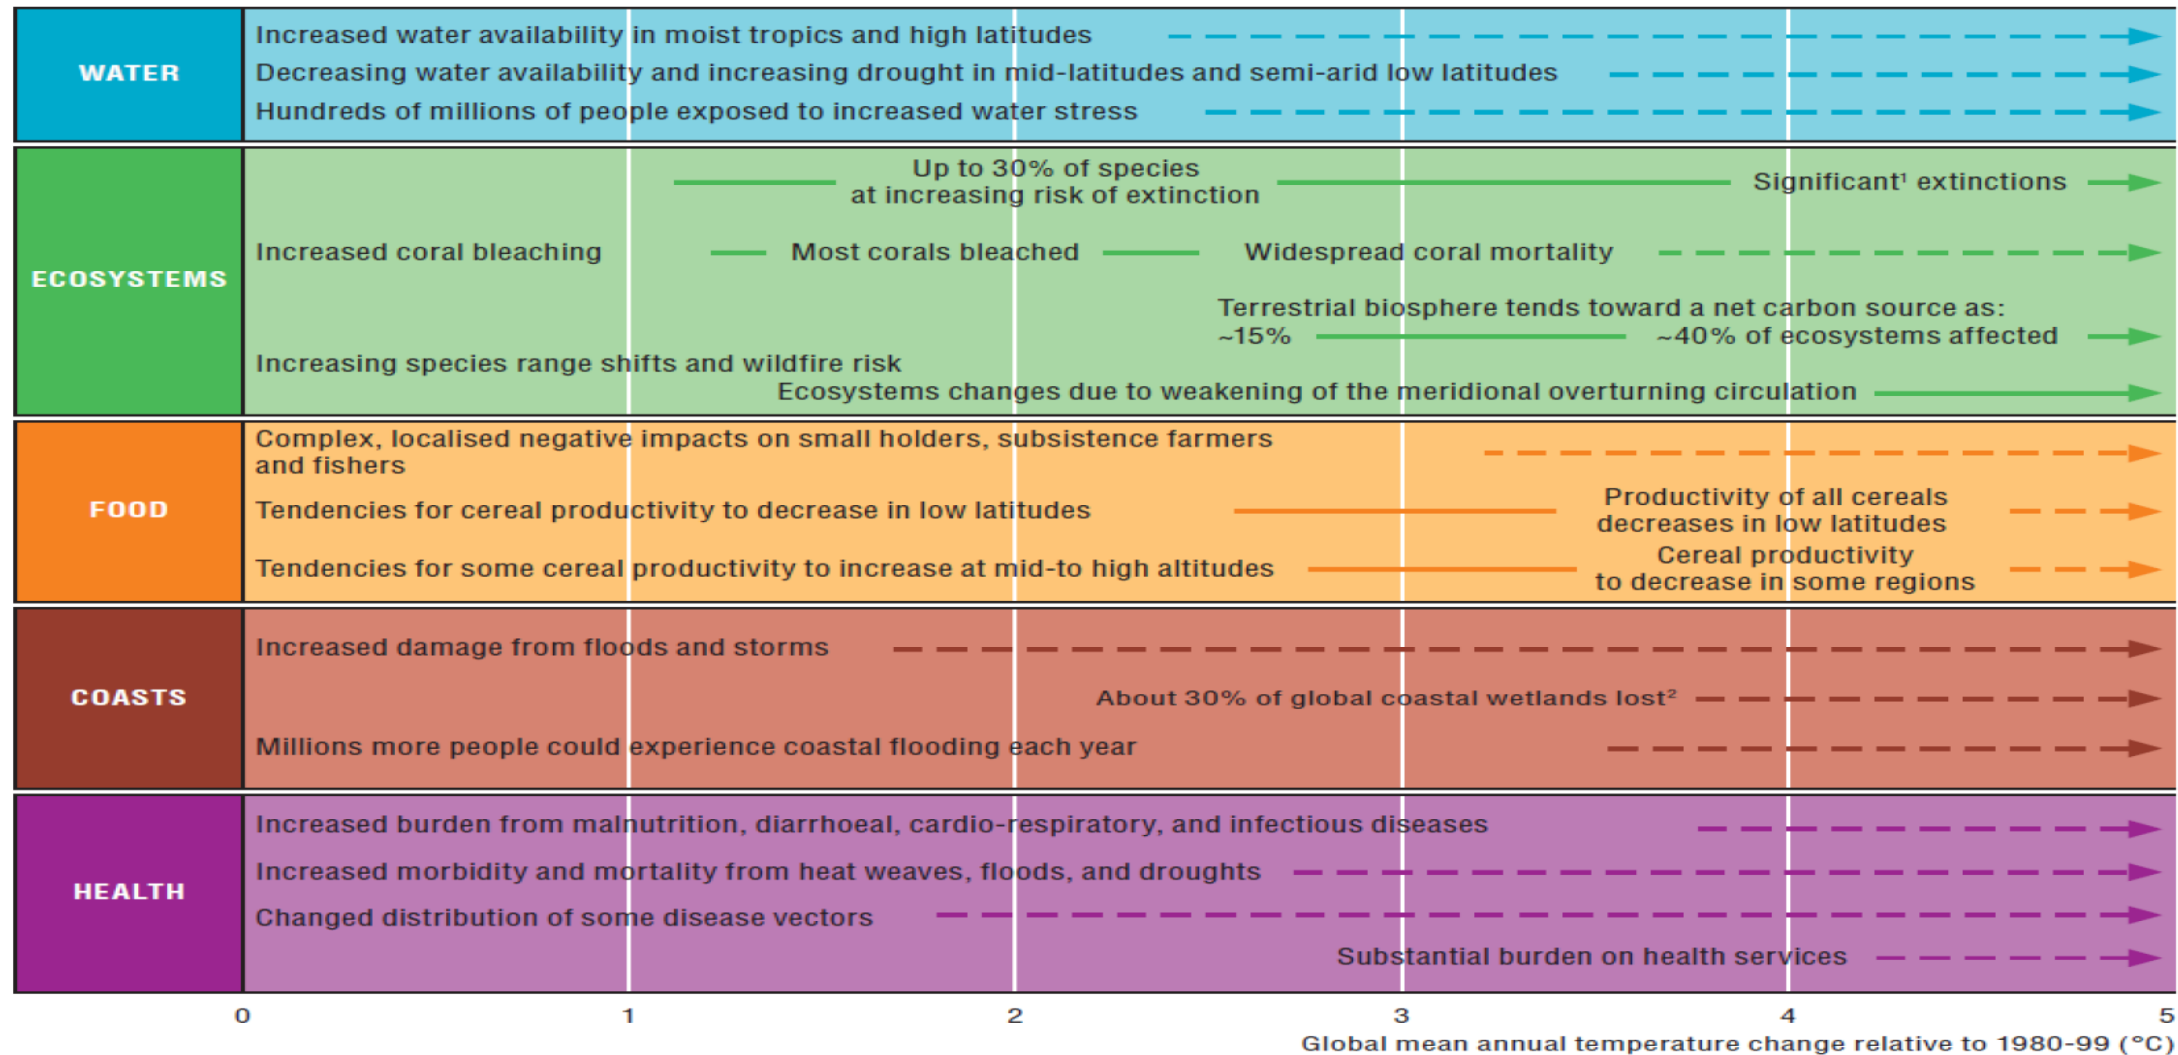 WATER
Increased water availability in moist tropics and high latitudes
Decreasing water availability and increasing drought in mid-latitudes and semi-arid low latitudes
Hundreds of millions of people exposed to increased water stress
ECOSYSTEMS
Up to 30% of species
at increasing risk of extinction
Significant¹ extinctions
Increased coral bleaching
Most corals bleached
Widespread coral mortality
Terrestrial biosphere tends toward a net carbon source as:
~15%
~40% of ecosystems affected
Increasing species range shifts and wildfire risk
Ecosystems changes due to weakening of the meridional overturning circulation
FOOD
Complex, localised negative impacts on small holders, subsistence farmers
and fishers
Tendencies for cereal productivity to decrease in low latitudes
Productivity of all cereals
decreases in low latitudes
Tendencies for some cereal productivity to increase at mid-to high altitudes
Cereal productivity
to decrease in some regions
COASTS
Increased damage from floods and storms
About 30% of global coastal wetlands lost²
Millions more people could experience coastal flooding each year
HEALTH
Increased burden from malnutrition, diarrhoeal, cardio-respiratory, and infectious diseases
Increased morbidity and mortality from heat weaves, floods, and droughts
Changed distribution of some disease vectors
Substantial burden on health services
0 1 2 3 4 5
Global mean annual temperature change relative to 1980-99 (°C)